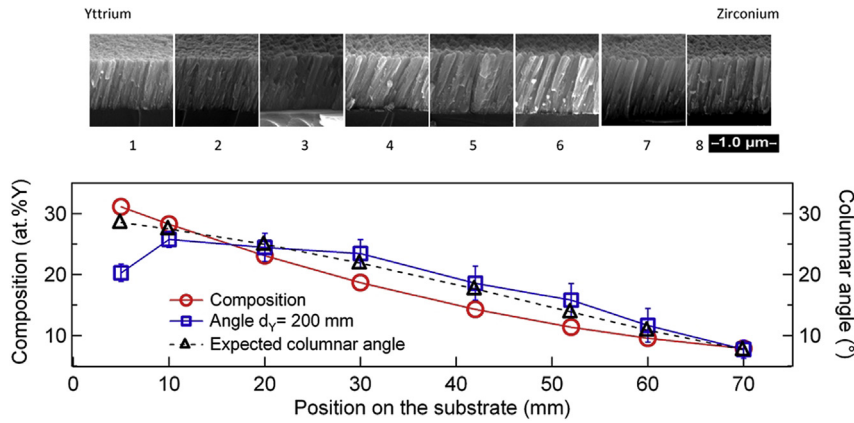 Yttrium Zirconium
1 2 3 4 5 6 7 8 –1.0 µm–
Composition (at.%Y)
30
20
10
Composition
Angle dY= 200 mm
Expected columnar angle
30
20
10
Columnar angle (°)
0 10 20 30 40 50 60 70
Position on the substrate (mm)